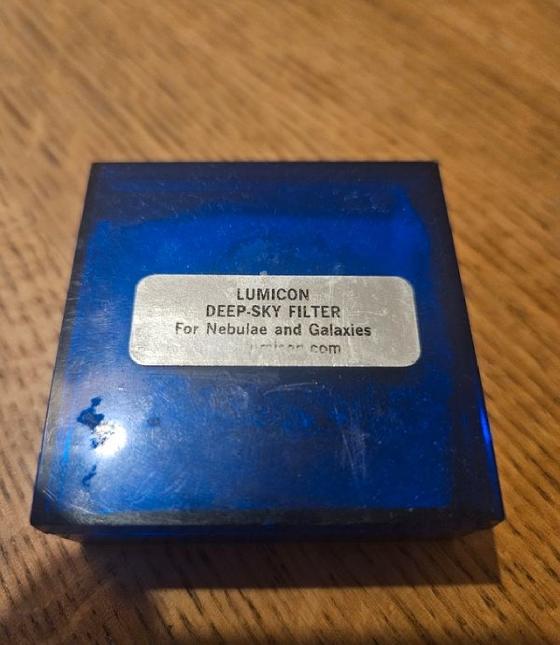 LUMICON
DEEP-SKY FILTER
For Nebulae and Galaxies